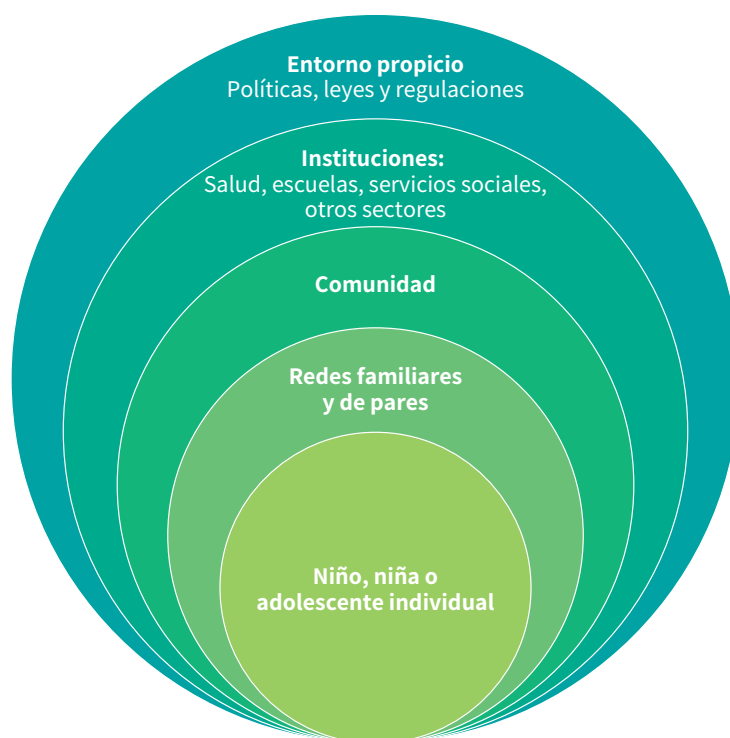 Entorno propicio
Políticas, leyes y regulaciones
Instituciones:
Salud, escuelas, servicios sociales,
otros sectores
Comunidad
Redes familiares
y de pares
Niño, niña o
adolescente individual